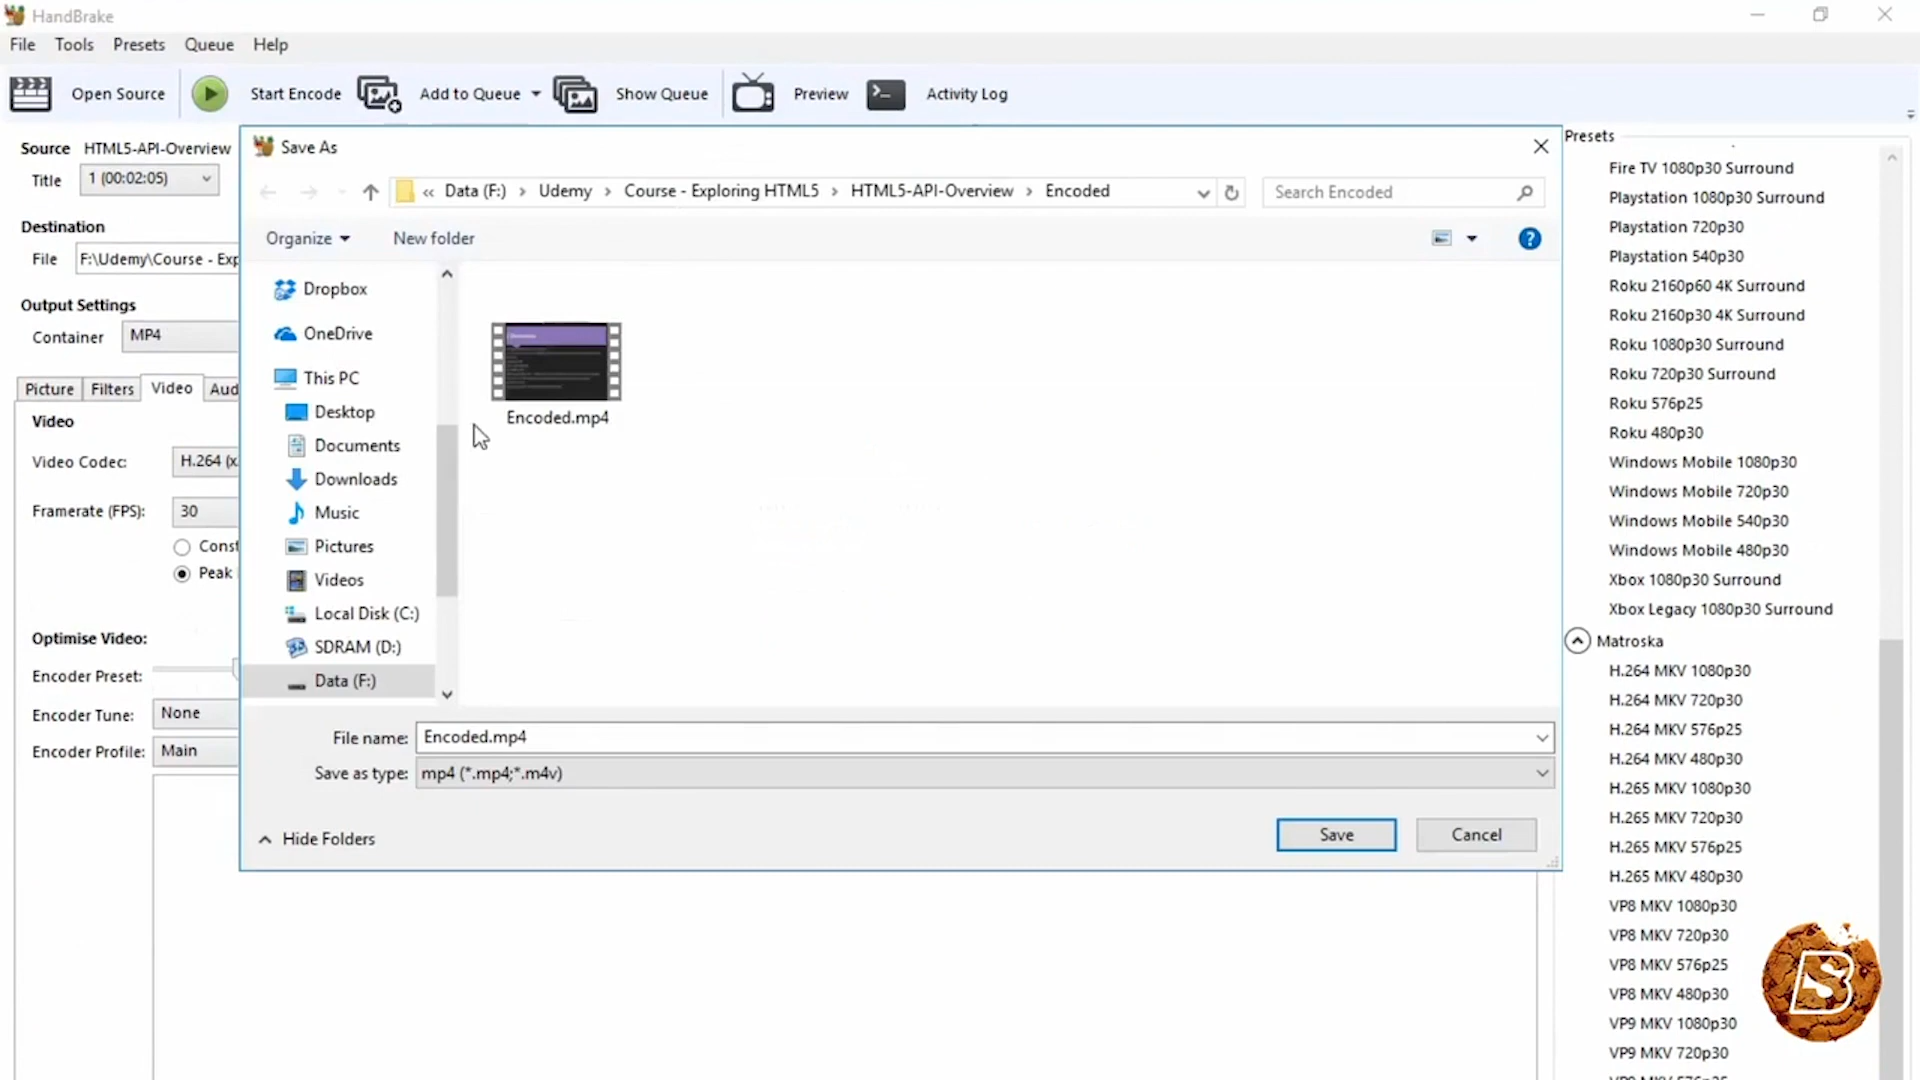 HandBrake
File Tools Presets Queue Help
Open Source Start Encode Add to Queue Show Queue Preview Activity Log
Source HTML5-API-Overview
Title 1 (00:02:05)
Destination
File F:\Udemy\Course - Exp
Output Settings
Container MP4
Picture Filters Video Aud
Video
Video Codec: H.264 (x
Framerate (FPS): 30
Const
Peak
Optimise Video:
Encoder Preset:
Encoder Tune: None
Encoder Profile: Main
Save As
« Data (F:) › Udemy › Course - Exploring HTML5 › HTML5-API-Overview › Encoded
Search Encoded
Organize New folder
Dropbox
OneDrive
This PC
Desktop
Documents
Downloads
Music
Pictures
Videos
Local Disk (C:)
SDRAM (D:)
Data (F:)
Encoded.mp4
File name: Encoded.mp4
Save as type: mp4 (*.mp4;*.m4v)
Hide Folders
Save Cancel
Presets
Fire TV 1080p30 Surround
Playstation 1080p30 Surround
Playstation 720p30
Playstation 540p30
Roku 2160p60 4K Surround
Roku 2160p30 4K Surround
Roku 1080p30 Surround
Roku 720p30 Surround
Roku 576p25
Roku 480p30
Windows Mobile 1080p30
Windows Mobile 720p30
Windows Mobile 540p30
Windows Mobile 480p30
Xbox 1080p30 Surround
Xbox Legacy 1080p30 Surround
Matroska
H.264 MKV 1080p30
H.264 MKV 720p30
H.264 MKV 576p25
H.264 MKV 480p30
H.265 MKV 1080p30
H.265 MKV 720p30
H.265 MKV 576p25
H.265 MKV 480p30
VP8 MKV 1080p30
VP8 MKV 720p30
VP8 MKV 576p25
VP8 MKV 480p30
VP9 MKV 1080p30
VP9 MKV 720p30